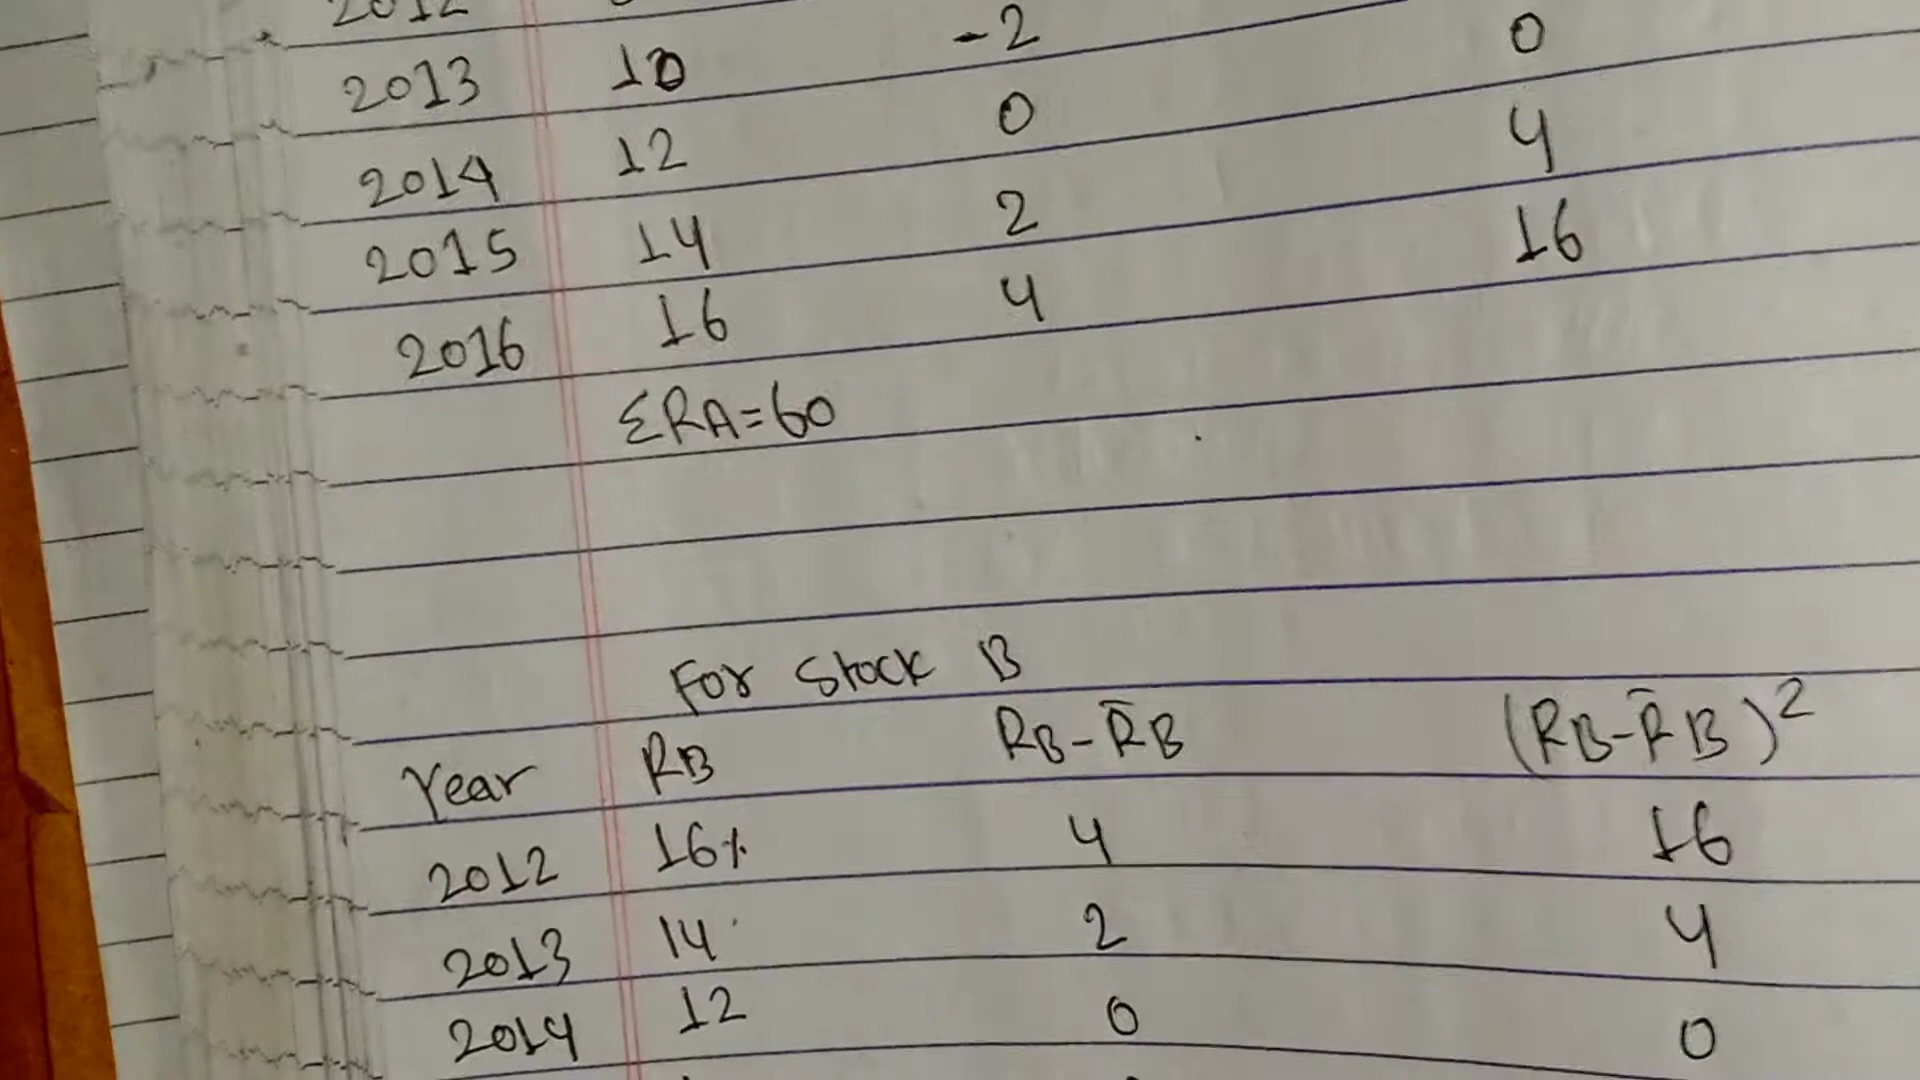 2012
2013 10 -2
2014 12 0 0
2015 14 2 4
2016 16 4 16
ΣRA=60
For Stock B
Year RB RB-R̄B (RB-R̄B)²
2012 16% 4 16
2013 14 2 4
2014 12 0 0